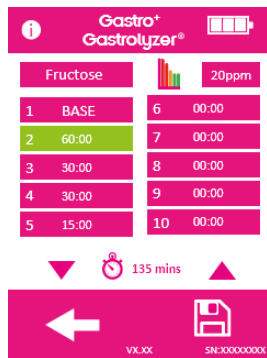 i
Gastro⁺
Gastrolyzer®
Fructose
20ppm
1 BASE
2 60:00
3 30:00
4 30:00
5 15:00
6 00:00
7 00:00
8 00:00
9 00:00
10 00:00
135 mins
VX.XX
SN:XXXXXXXX